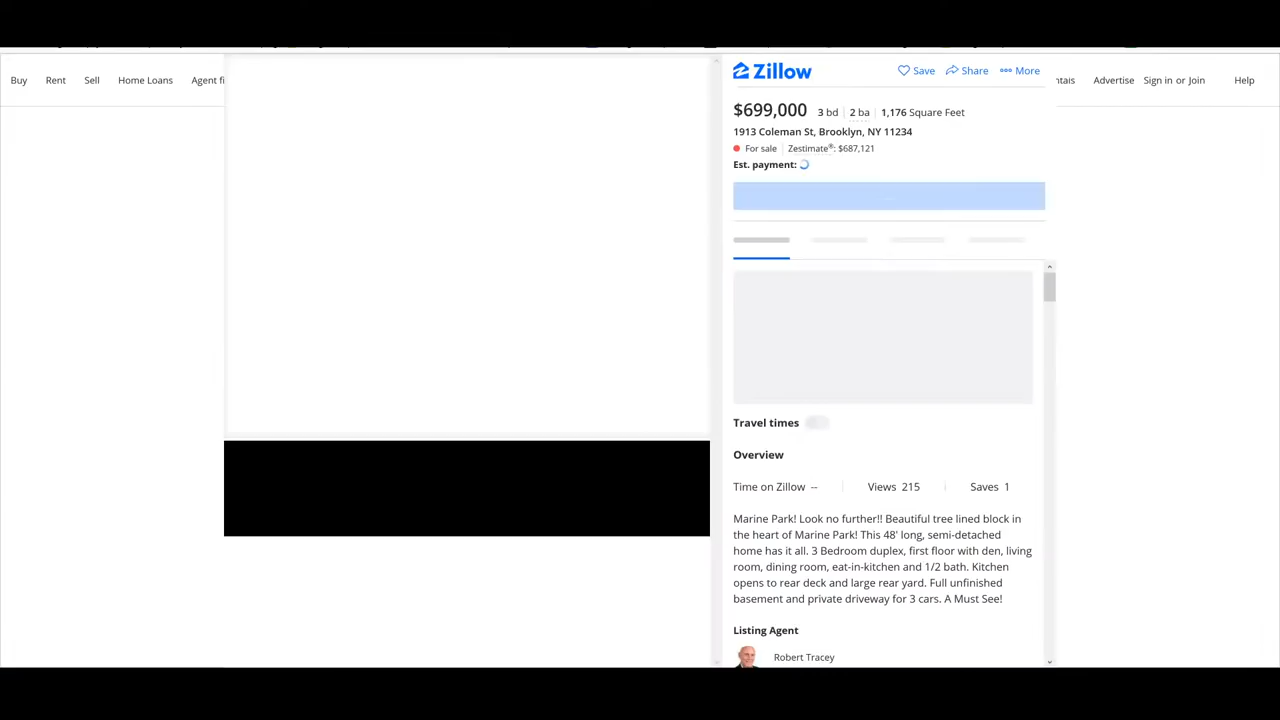 Buy Rent Sell Home Loans Agent fi
Zillow Save Share More
ntals Advertise Sign in or Join Help
$699,000 3 bd 2 ba 1,176 Square Feet
1913 Coleman St, Brooklyn, NY 11234
For sale Zestimate®: $687,121
Est. payment:
Travel times
Overview
Time on Zillow -- Views 215 Saves 1
Marine Park! Look no further!! Beautiful tree lined block in
the heart of Marine Park! This 48' long, semi-detached
home has it all. 3 Bedroom duplex, first floor with den, living
room, dining room, eat-in-kitchen and 1/2 bath. Kitchen
opens to rear deck and large rear yard. Full unfinished
basement and private driveway for 3 cars. A Must See!
Listing Agent
Robert Tracey